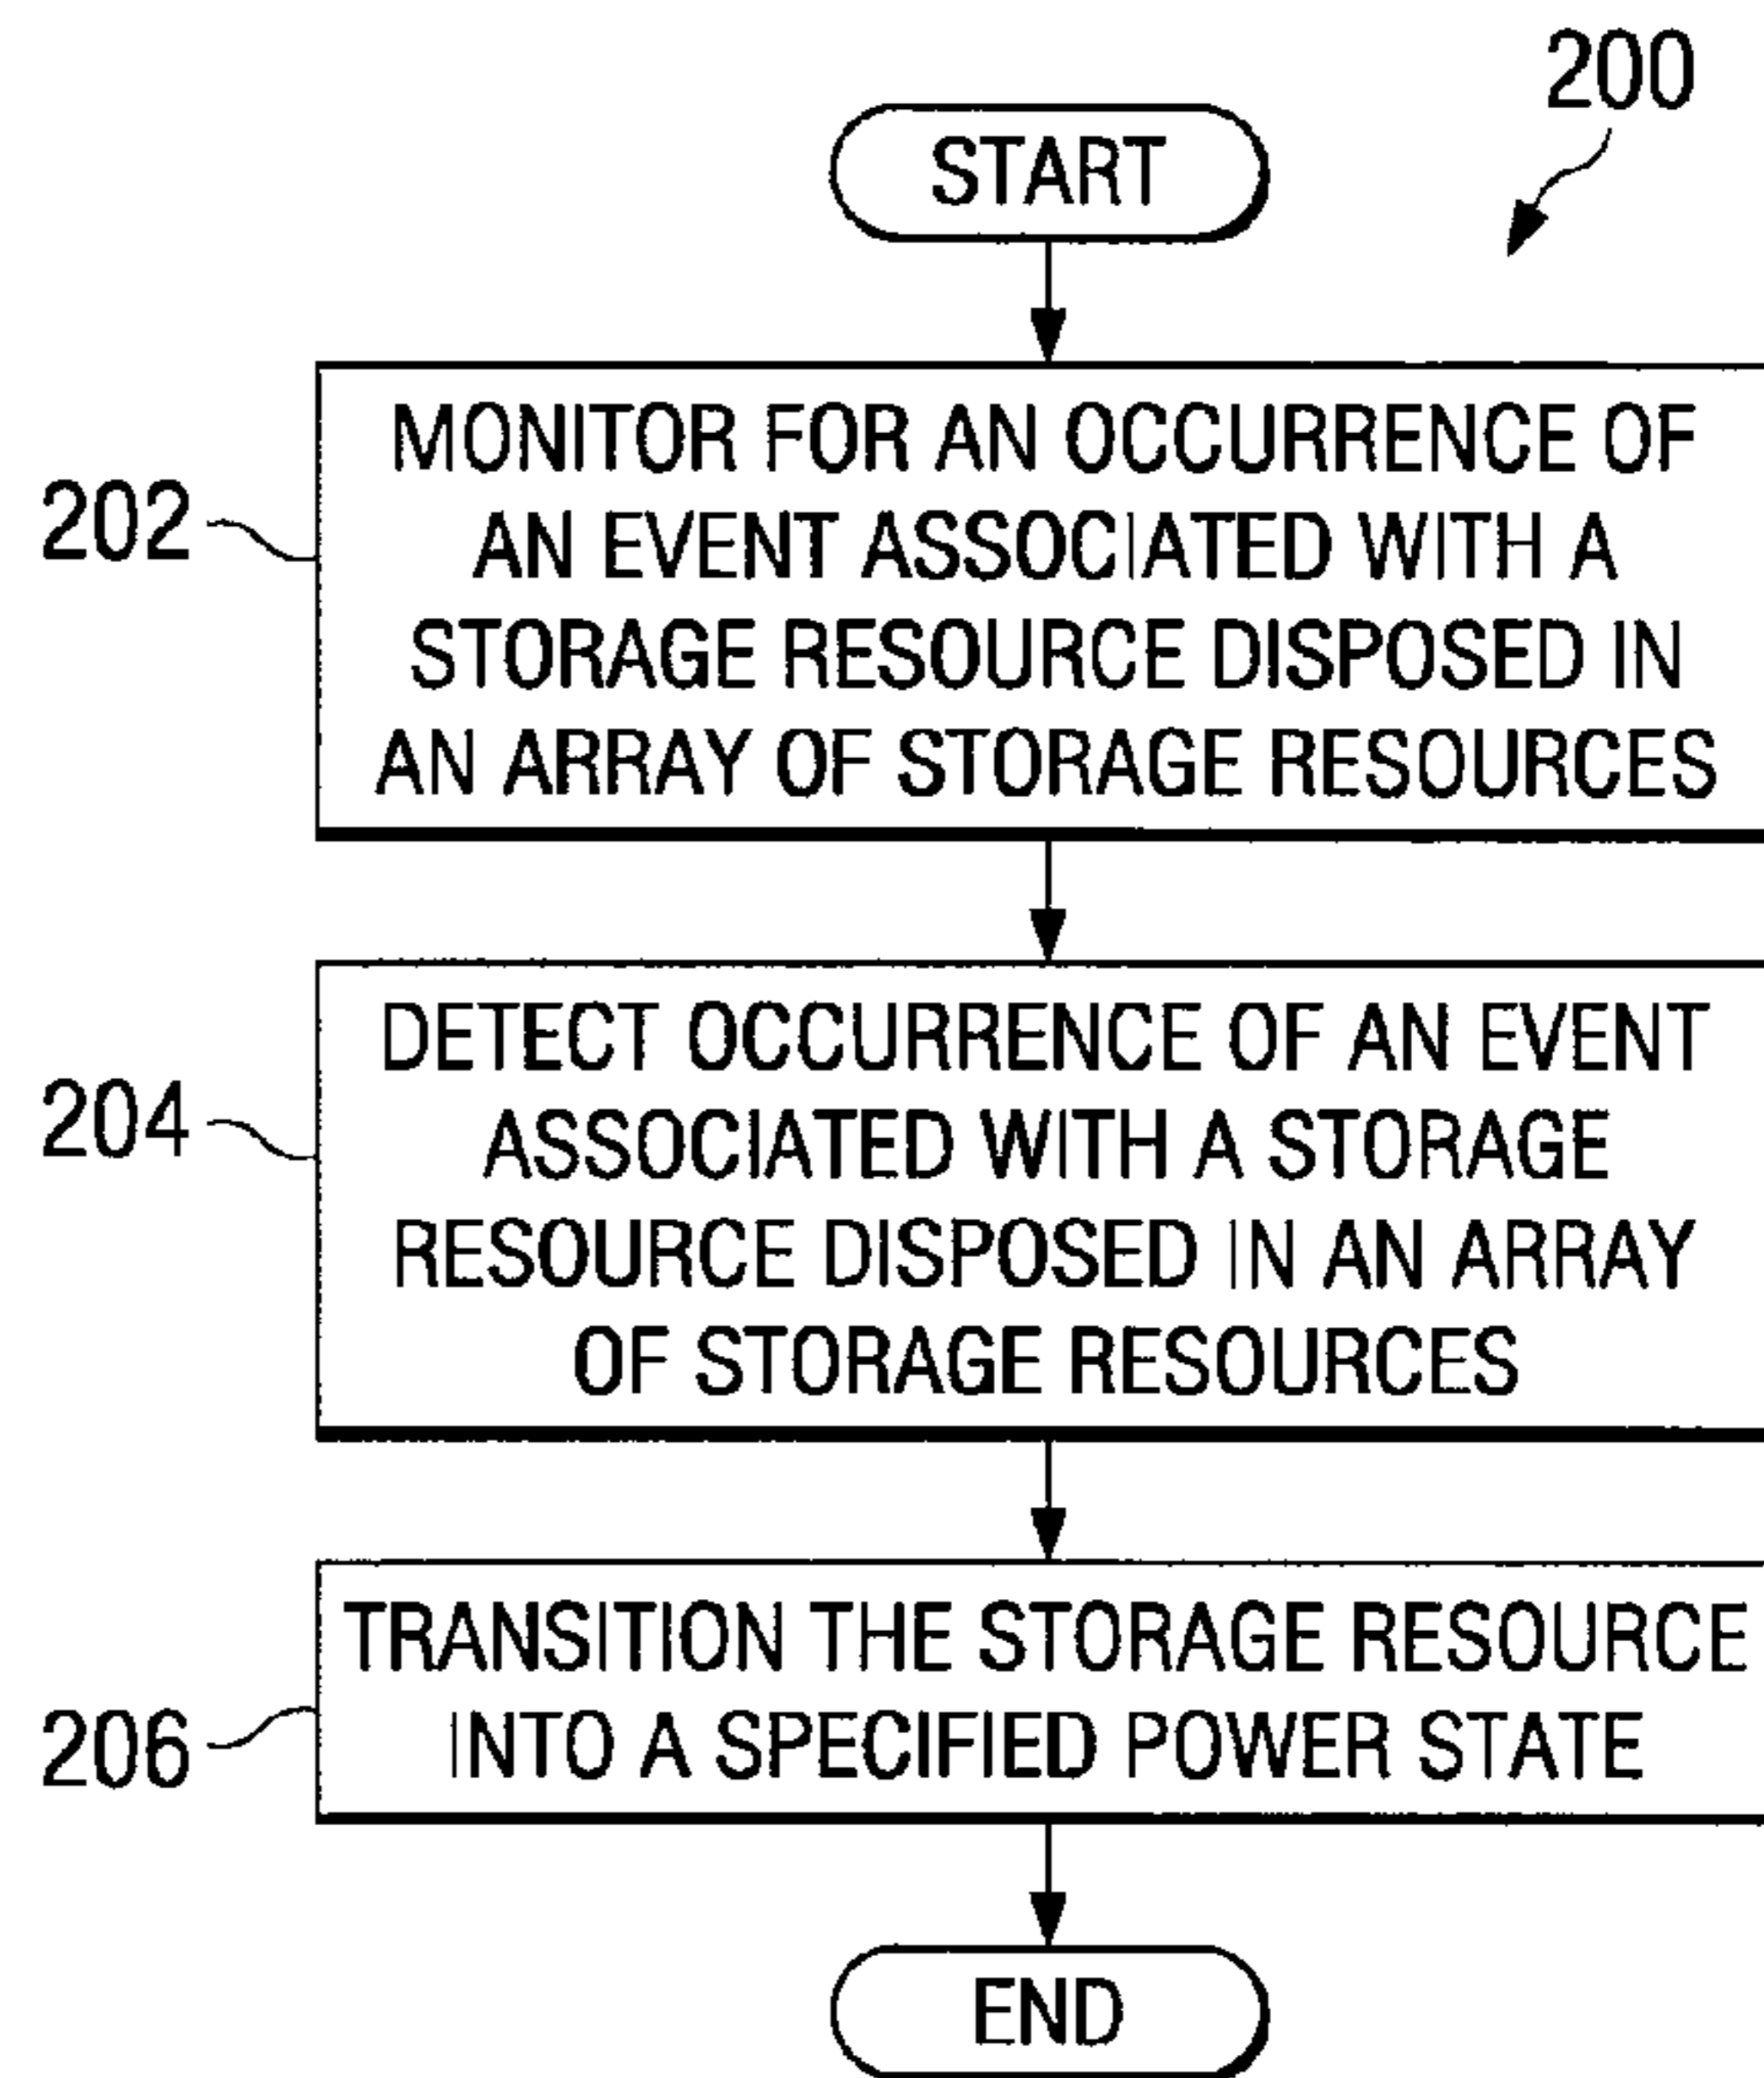 200
START
MONITOR FOR AN OCCURRENCE OF
AN EVENT ASSOCIATED WITH A
STORAGE RESOURCE DISPOSED IN
AN ARRAY OF STORAGE RESOURCES
202
DETECT OCCURRENCE OF AN EVENT
ASSOCIATED WITH A STORAGE
RESOURCE DISPOSED IN AN ARRAY
OF STORAGE RESOURCES
204
TRANSITION THE STORAGE RESOURCE
INTO A SPECIFIED POWER STATE
206
END